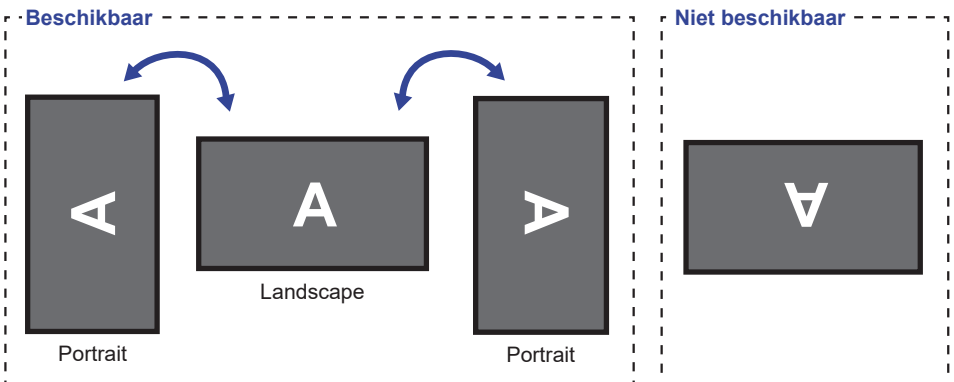 Beschikbaar
Niet beschikbaar
A
A
A
A
Landscape
Portrait
Portrait